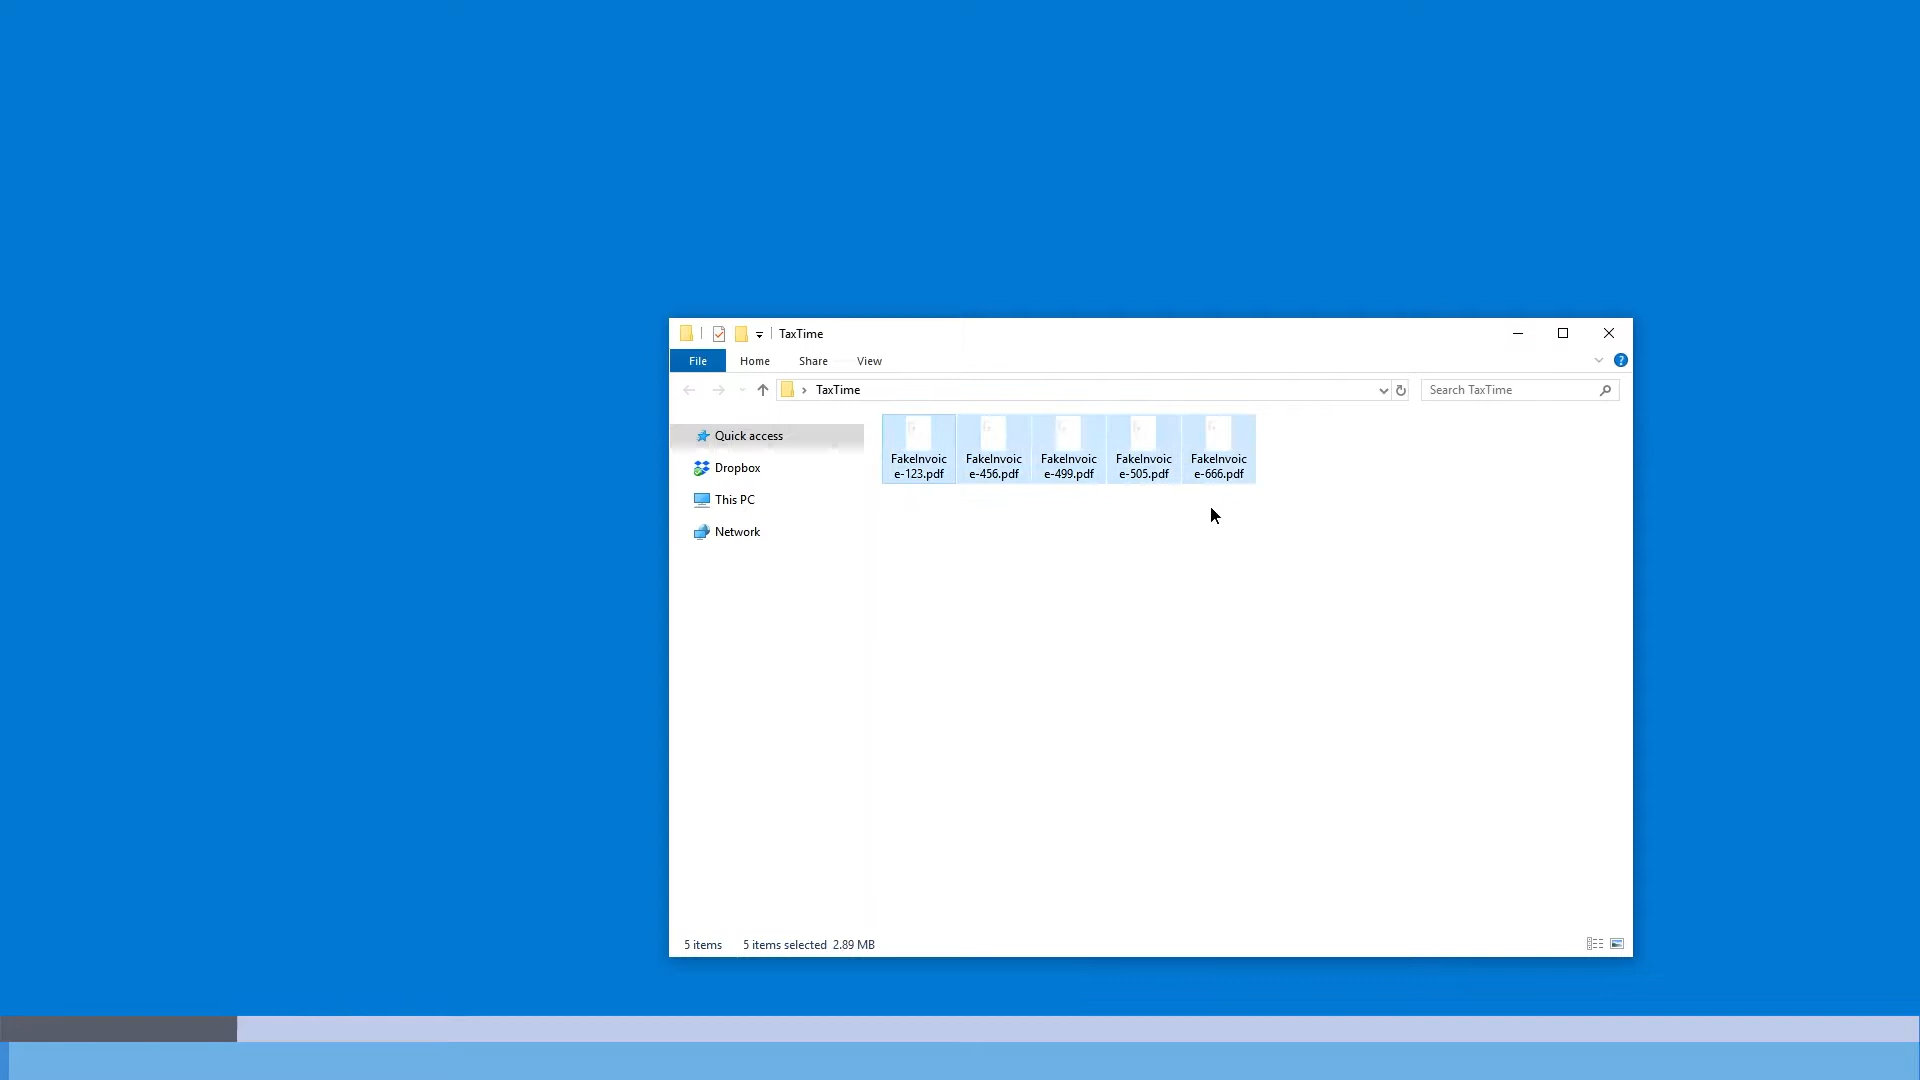 TaxTime
File Home Share View
TaxTime
Search TaxTime
Quick access
Dropbox
This PC
Network
FakeInvoic
e-123.pdf
FakeInvoic
e-456.pdf
FakeInvoic
e-499.pdf
FakeInvoic
e-505.pdf
FakeInvoic
e-666.pdf
5 items 5 items selected 2.89 MB